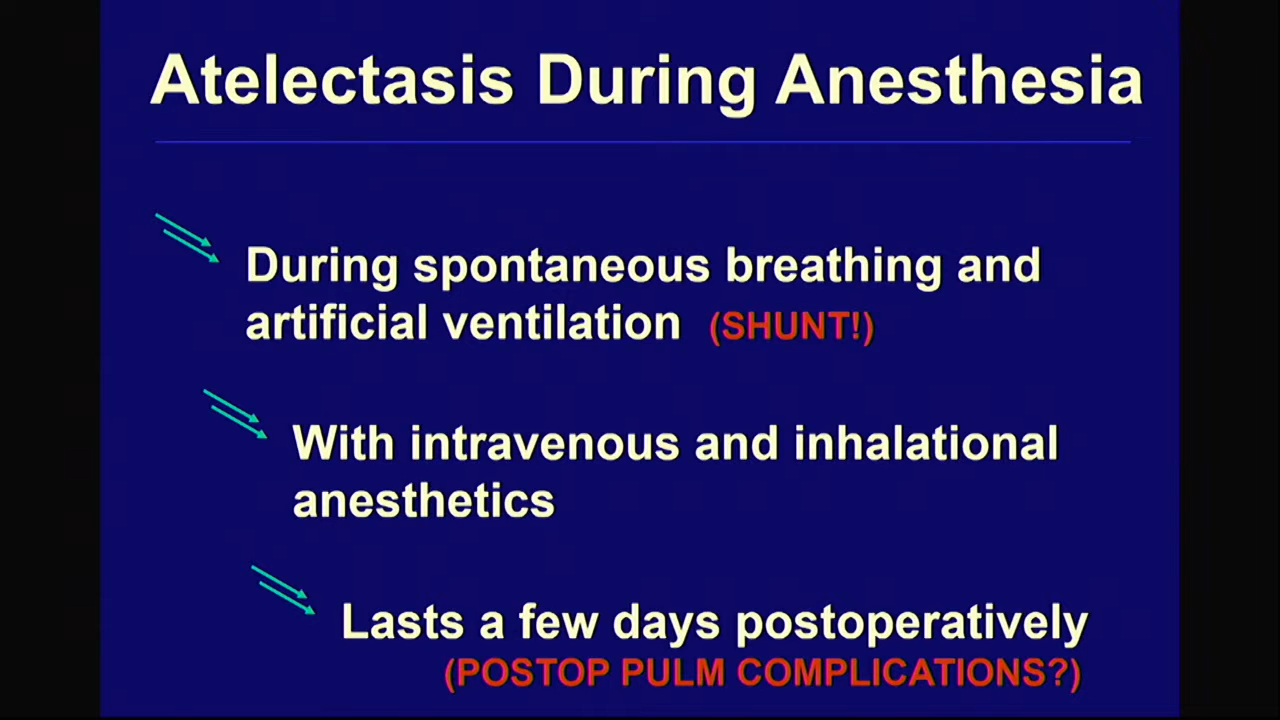 Atelectasis During Anesthesia
During spontaneous breathing and
artificial ventilation (SHUNT!)
With intravenous and inhalational
anesthetics
Lasts a few days postoperatively
(POSTOP PULM COMPLICATIONS?)